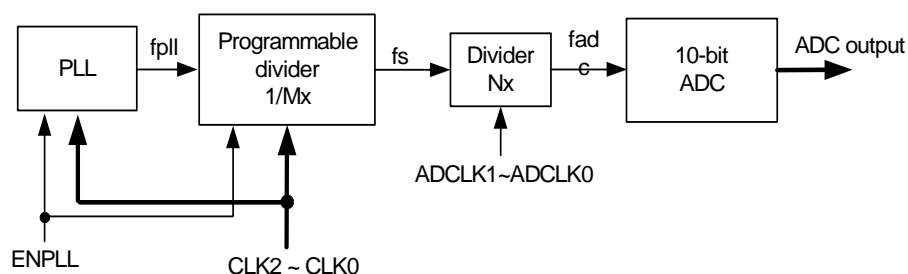 PLL
fpll
Programmable
divider
1/Mx
fs
Divider
Nx
fad
c
10-bit
ADC
ADC output
ADCLK1~ADCLK0
ENPLL
CLK2 ~ CLK0